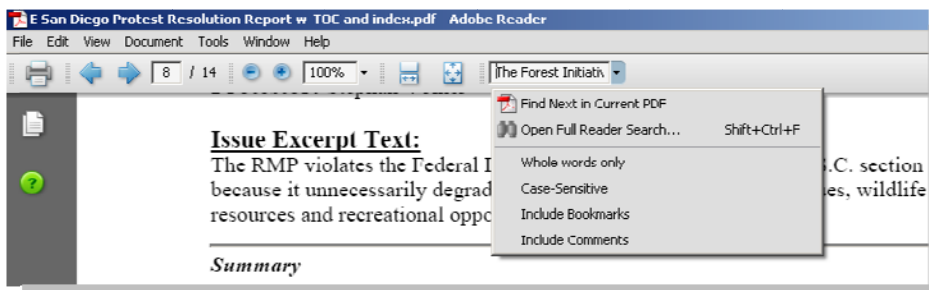 E San Diego Protest Resolution Report w TOC and index.pdf Adobe Reader
File Edit View Document Tools Window Help
8 / 14 100% The Forest Initiativ
Find Next in Current PDF
Open Full Reader Search... Shift+Ctrl+F
Whole words only
Case-Sensitive
Include Bookmarks
Include Comments
Issue Excerpt Text:
The RMP violates the Federal .C. section
because it unnecessarily degrad es, wildlife
resources and recreational oppo
Summary